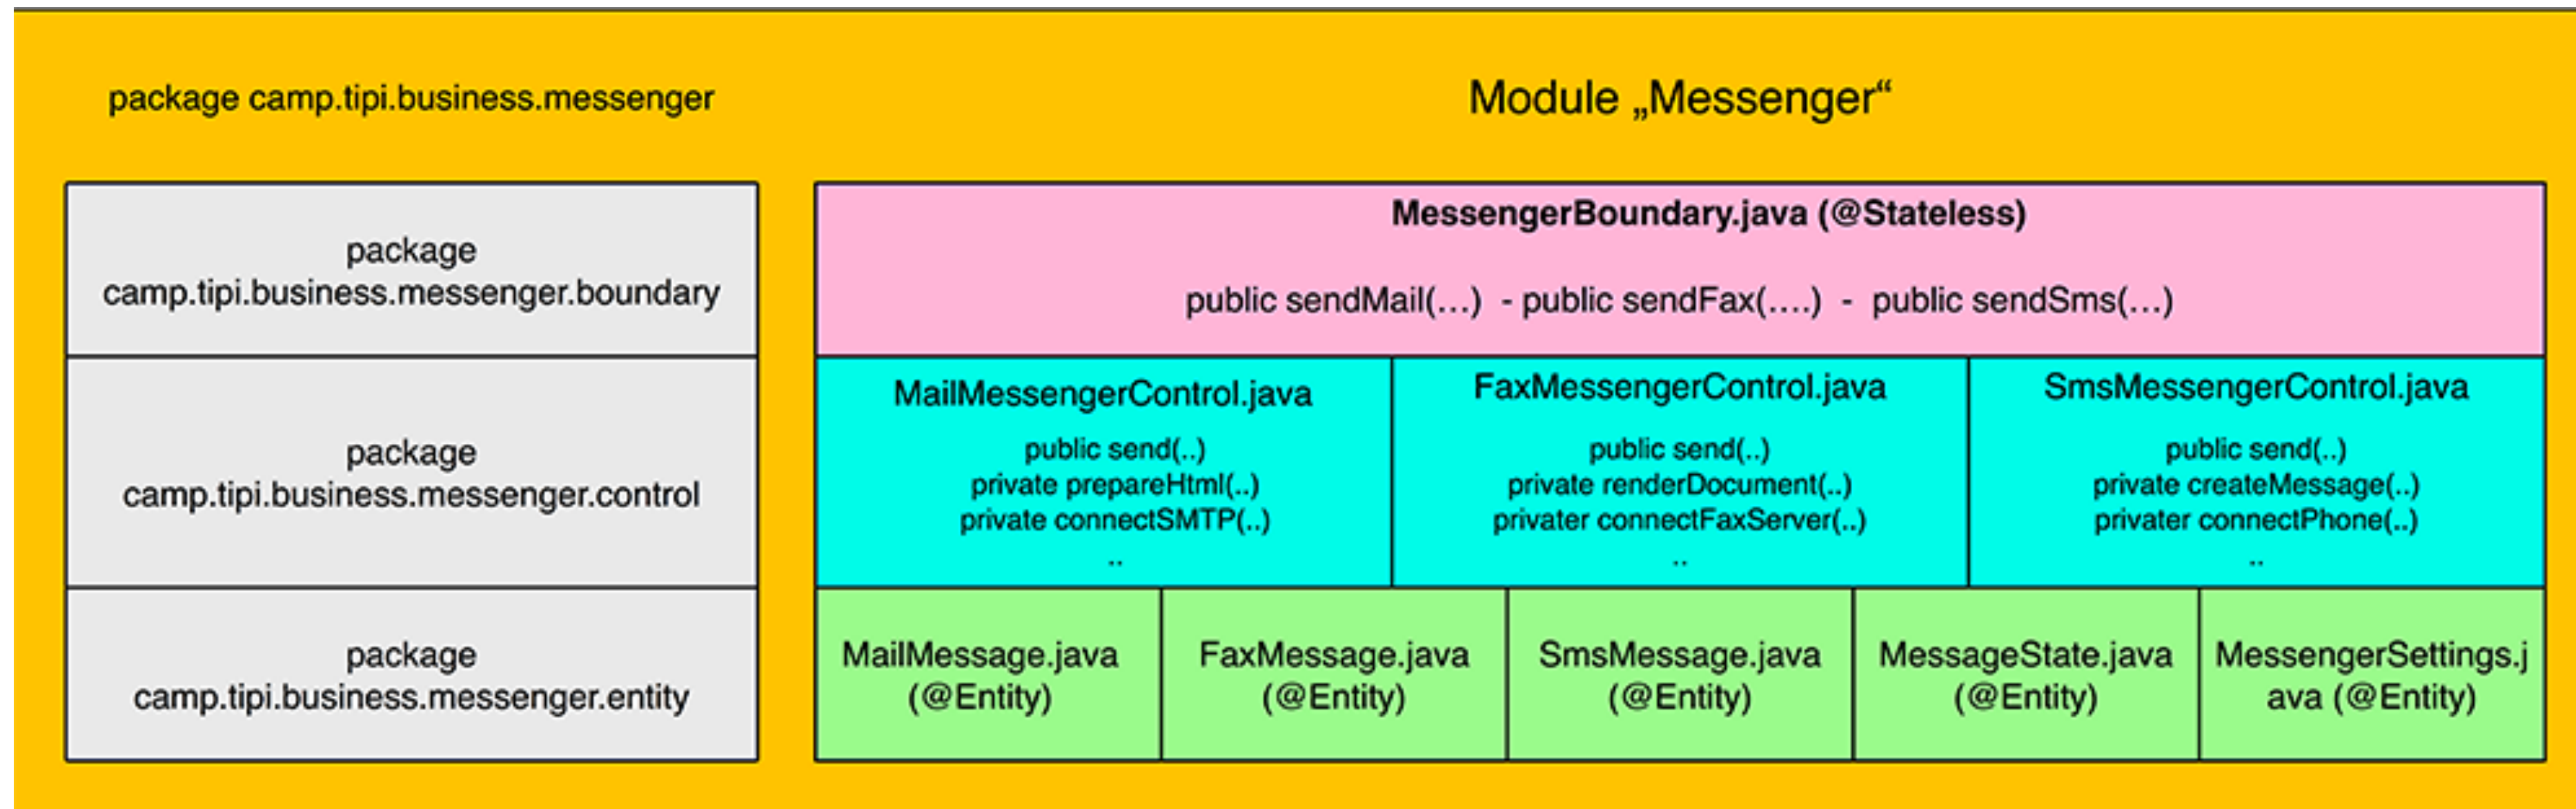 package camp.tipi.business.messenger
Module „Messenger“
package
camp.tipi.business.messenger.boundary
MessengerBoundary.java (@Stateless)
public sendMail(...)  - public sendFax(....)  -  public sendSms(...)
package
camp.tipi.business.messenger.control
MailMessengerControl.java
public send(..)
private prepareHtml(..)
private connectSMTP(..)
..
FaxMessengerControl.java
public send(..)
private renderDocument(..)
privater connectFaxServer(..)
..
SmsMessengerControl.java
public send(..)
private createMessage(..)
privater connectPhone(..)
..
package
camp.tipi.business.messenger.entity
MailMessage.java
(@Entity)
FaxMessage.java
(@Entity)
SmsMessage.java
(@Entity)
MessageState.java
(@Entity)
MessengerSettings.j
ava (@Entity)